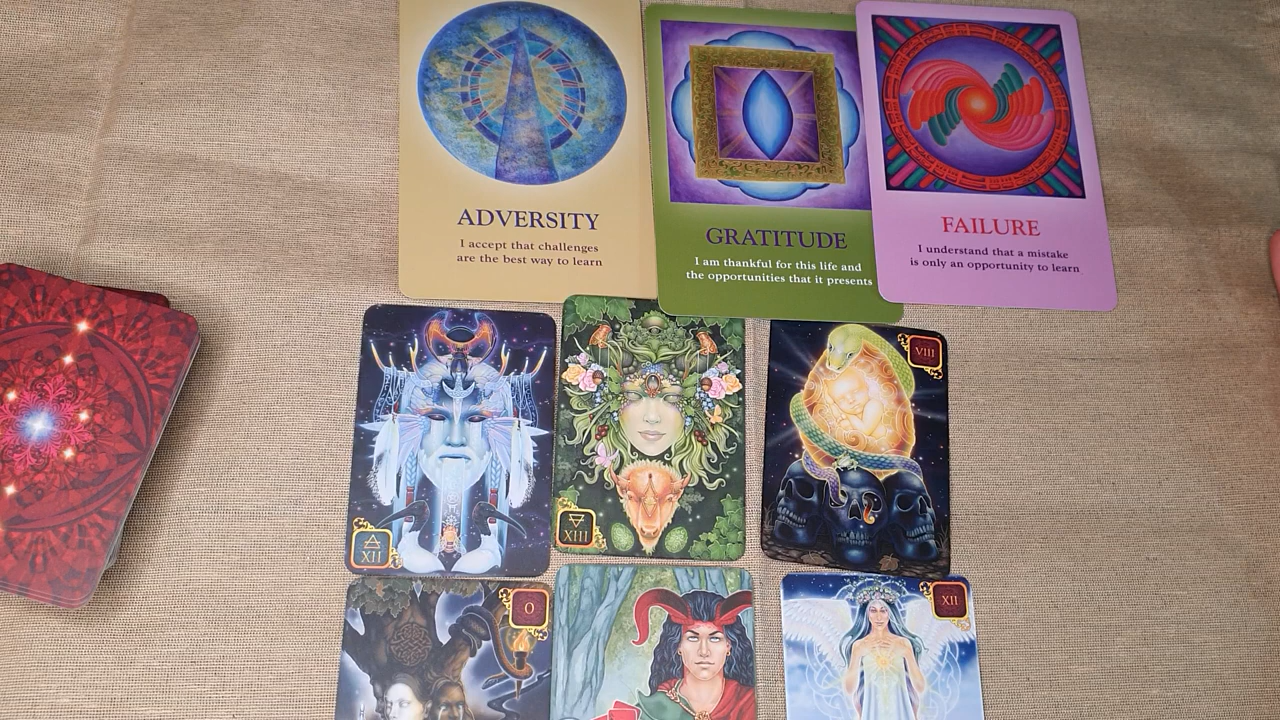 ADVERSITY
I accept that challenges
are the best way to learn
GRATITUDE
I am thankful for this life and
the opportunities that it presents
FAILURE
I understand that a mistake
is only an opportunity to learn
XII
XIII
VIII
0
XII